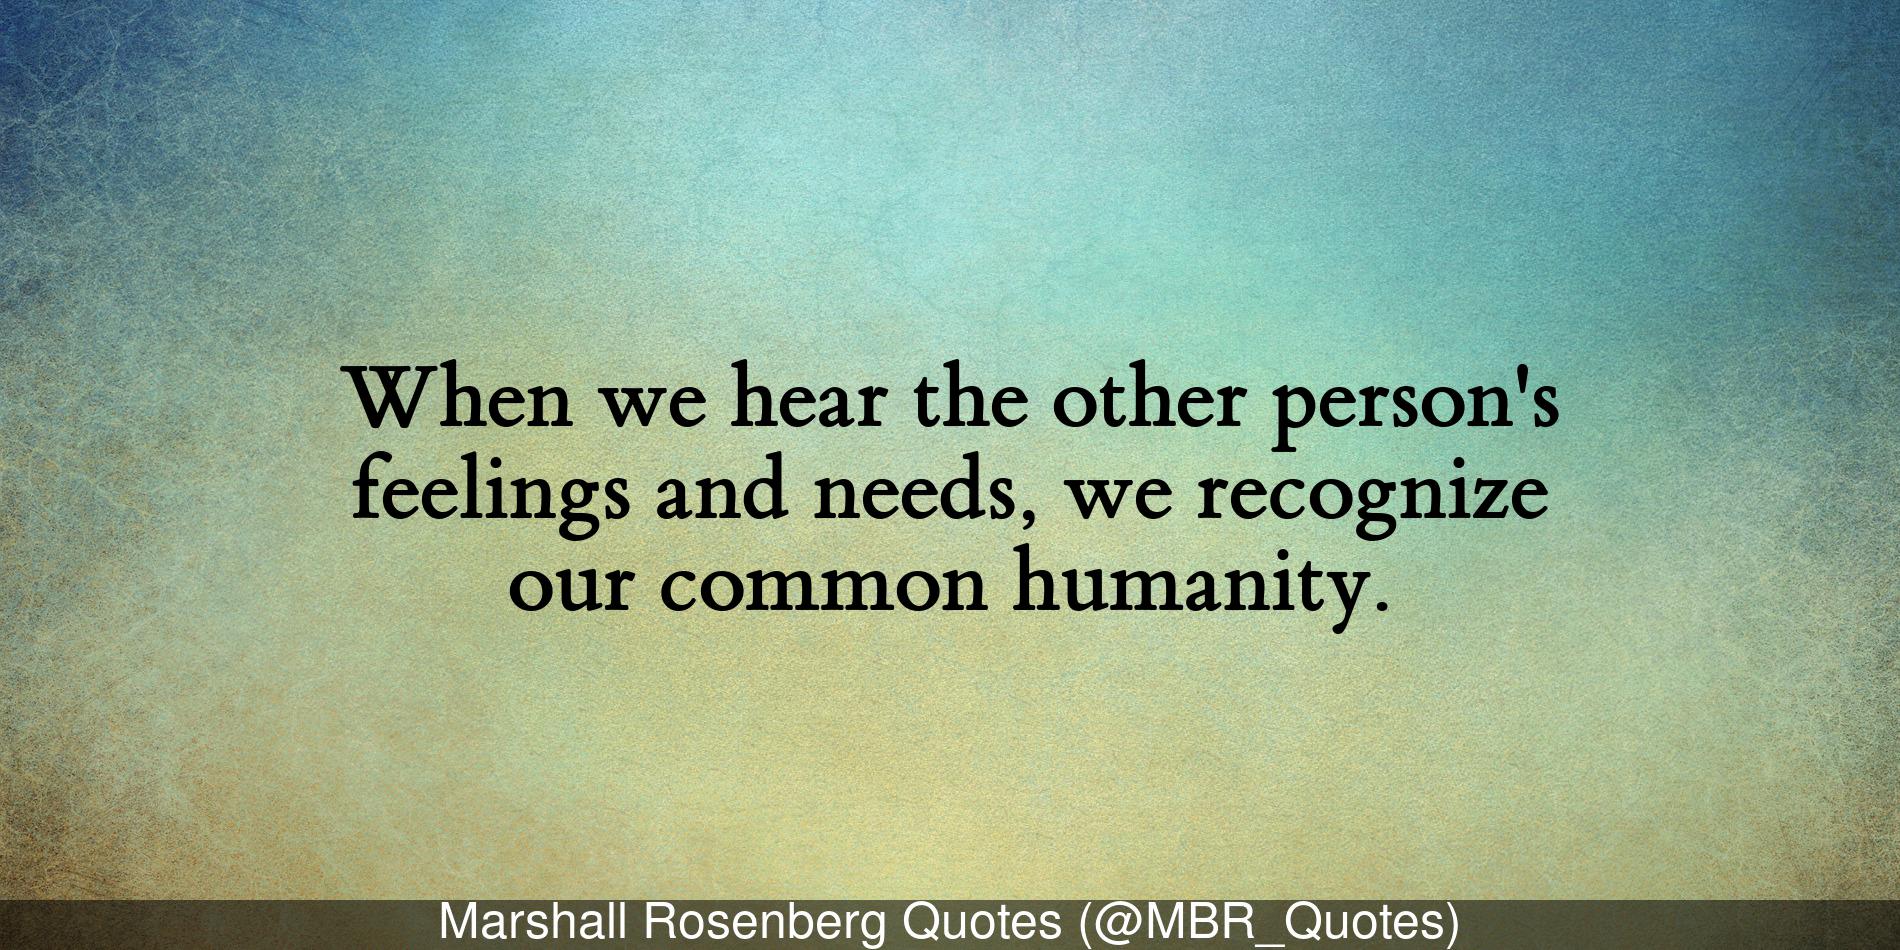 When we hear the other person's
feelings and needs, we recognize
our common humanity.
Marshall Rosenberg Quotes (@MBR_Quotes)